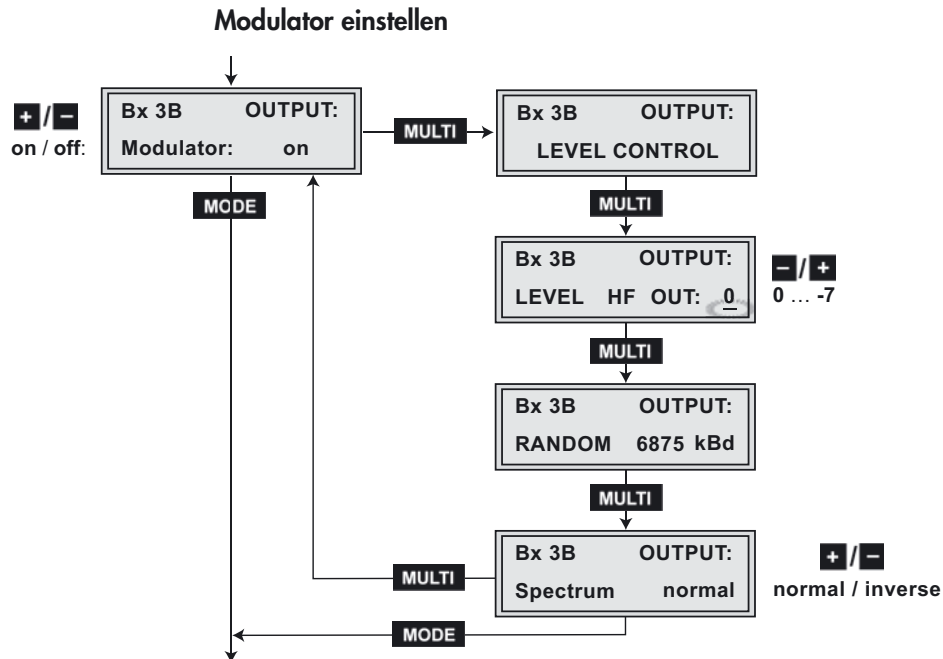 Modulator einstellen
+/−
on / off:
Bx 3B OUTPUT:
Modulator: on
MULTI
Bx 3B OUTPUT:
LEVEL CONTROL
MODE
MULTI
Bx 3B OUTPUT:
LEVEL HF OUT: 0
−/+
0 ... -7
MULTI
Bx 3B OUTPUT:
RANDOM 6875 kBd
MULTI
Bx 3B OUTPUT:
Spectrum normal
+/−
normal / inverse
MULTI
MODE